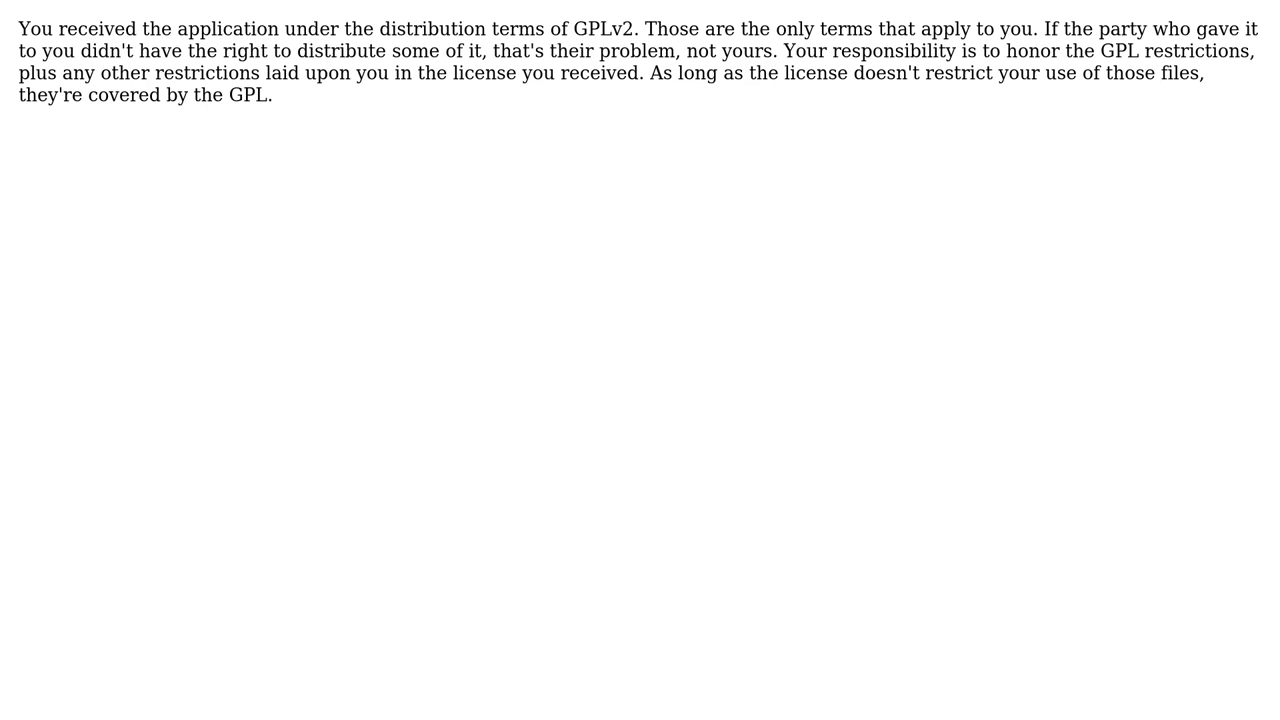 You received the application under the distribution terms of GPLv2. Those are the only terms that apply to you. If the party who gave it
to you didn't have the right to distribute some of it, that's their problem, not yours. Your responsibility is to honor the GPL restrictions,
plus any other restrictions laid upon you in the license you received. As long as the license doesn't restrict your use of those files,
they're covered by the GPL.